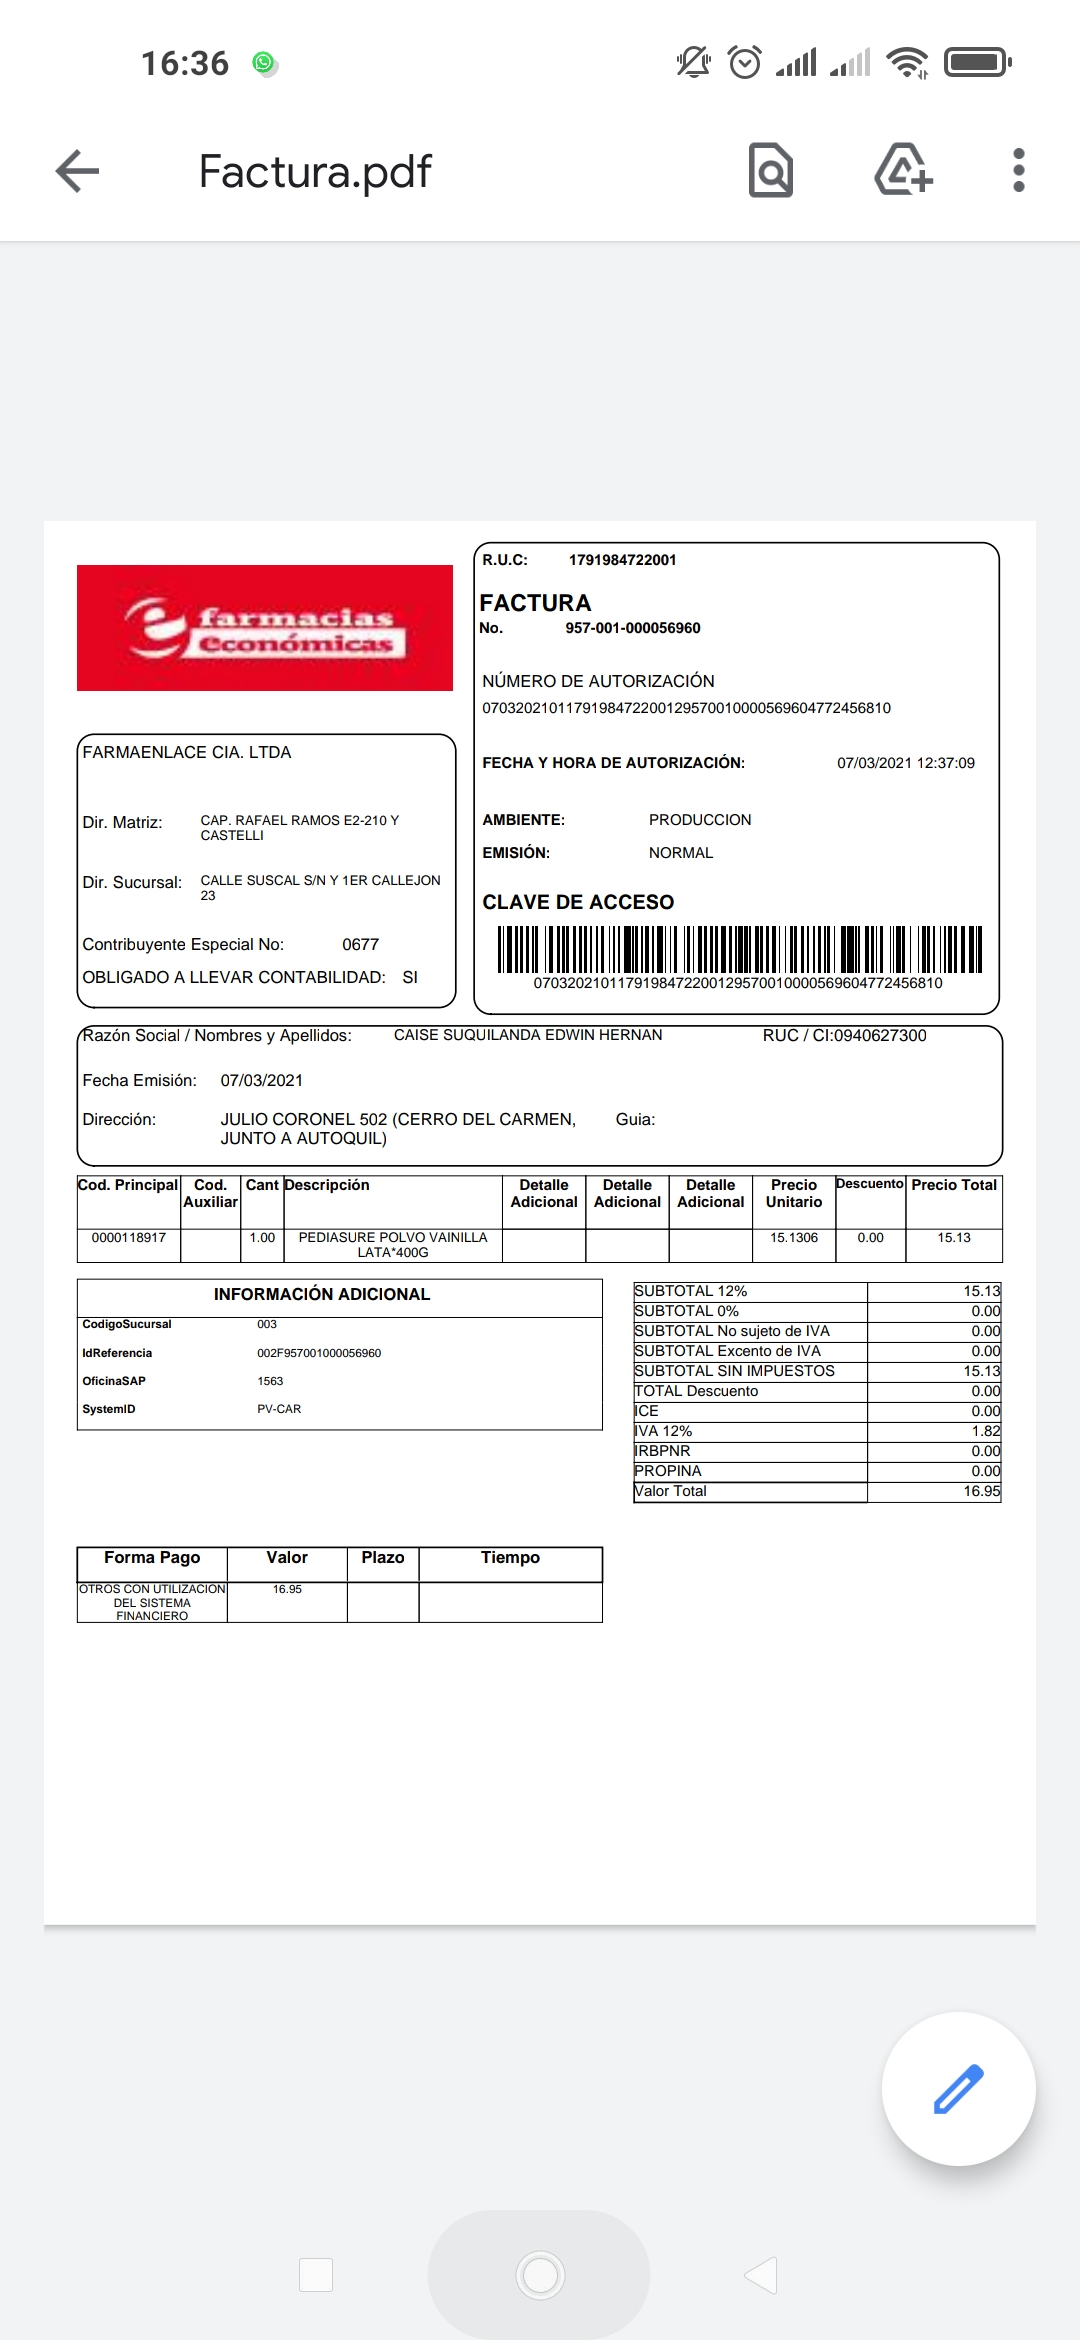 16:36
Factura.pdf
farmacias
económicas
R.U.C: 1791984722001
FACTURA
No. 957-001-000056960
NÚMERO DE AUTORIZACIÓN
0703202101179198472200129570010000569604772456810
FECHA Y HORA DE AUTORIZACIÓN: 07/03/2021 12:37:09
AMBIENTE: PRODUCCION
EMISIÓN: NORMAL
CLAVE DE ACCESO
0703202101179198472200129570010000569604772456810
FARMAENLACE CIA. LTDA
Dir. Matriz: CAP. RAFAEL RAMOS E2-210 Y
CASTELLI
Dir. Sucursal: CALLE SUSCAL S/N Y 1ER CALLEJON
23
Contribuyente Especial No: 0677
OBLIGADO A LLEVAR CONTABILIDAD: SI
Razón Social / Nombres y Apellidos: CAISE SUQUILANDA EDWIN HERNAN RUC / CI:0940627300
Fecha Emisión: 07/03/2021
Dirección: JULIO CORONEL 502 (CERRO DEL CARMEN, Guia:
JUNTO A AUTOQUIL)
Cod. Principal Cod. Cant Descripción Detalle Detalle Detalle Precio Descuento Precio Total
Auxiliar Adicional Adicional Adicional Unitario
0000118917 1.00 PEDIASURE POLVO VAINILLA 15.1306 0.00 15.13
LATA*400G
INFORMACIÓN ADICIONAL
CodigoSucursal 003
IdReferencia 002F957001000056960
OficinaSAP 1563
SystemID PV-CAR
SUBTOTAL 12% 15.13
SUBTOTAL 0% 0.00
SUBTOTAL No sujeto de IVA 0.00
SUBTOTAL Excento de IVA 0.00
SUBTOTAL SIN IMPUESTOS 15.13
TOTAL Descuento 0.00
ICE 0.00
IVA 12% 1.82
IRBPNR 0.00
PROPINA 0.00
Valor Total 16.95
Forma Pago Valor Plazo Tiempo
OTROS CON UTILIZACION 16.95
DEL SISTEMA
FINANCIERO